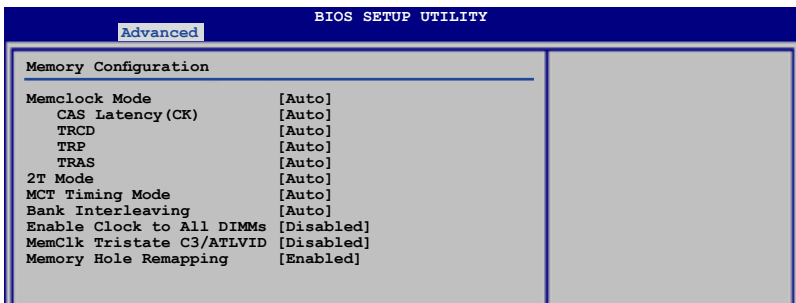 BIOS SETUP UTILITY
Advanced
Memory Configuration
Memclock Mode [Auto]
CAS Latency(CK) [Auto]
TRCD [Auto]
TRP [Auto]
TRAS [Auto]
2T Mode [Auto]
MCT Timing Mode [Auto]
Bank Interleaving [Auto]
Enable Clock to All DIMMs [Disabled]
MemClk Tristate C3/ATLVID [Disabled]
Memory Hole Remapping [Enabled]